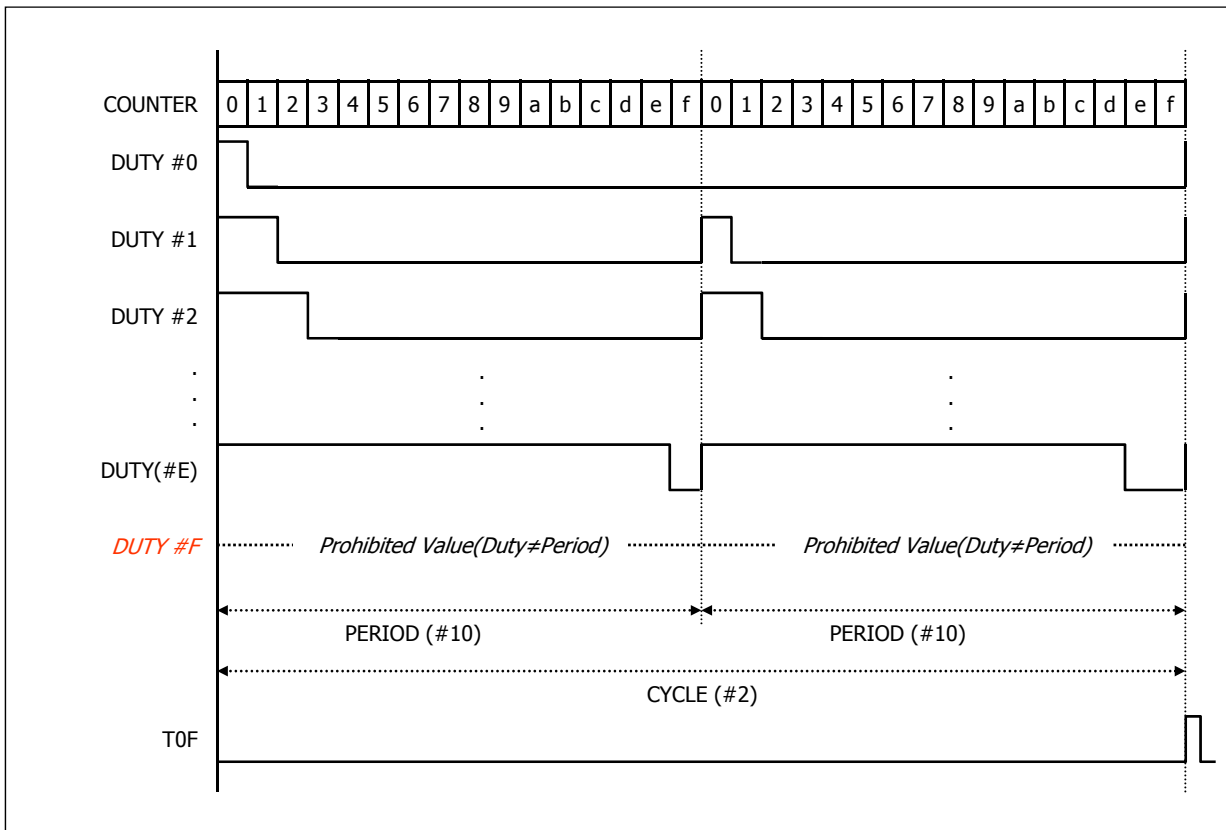 COUNTER 0 1 2 3 4 5 6 7 8 9 a b c d e f 0 1 2 3 4 5 6 7 8 9 a b c d e f
DUTY #0
DUTY #1
DUTY #2
DUTY(#E)
DUTY #F Prohibited Value(Duty≠Period) Prohibited Value(Duty≠Period)
PERIOD (#10) PERIOD (#10)
CYCLE (#2)
T0F